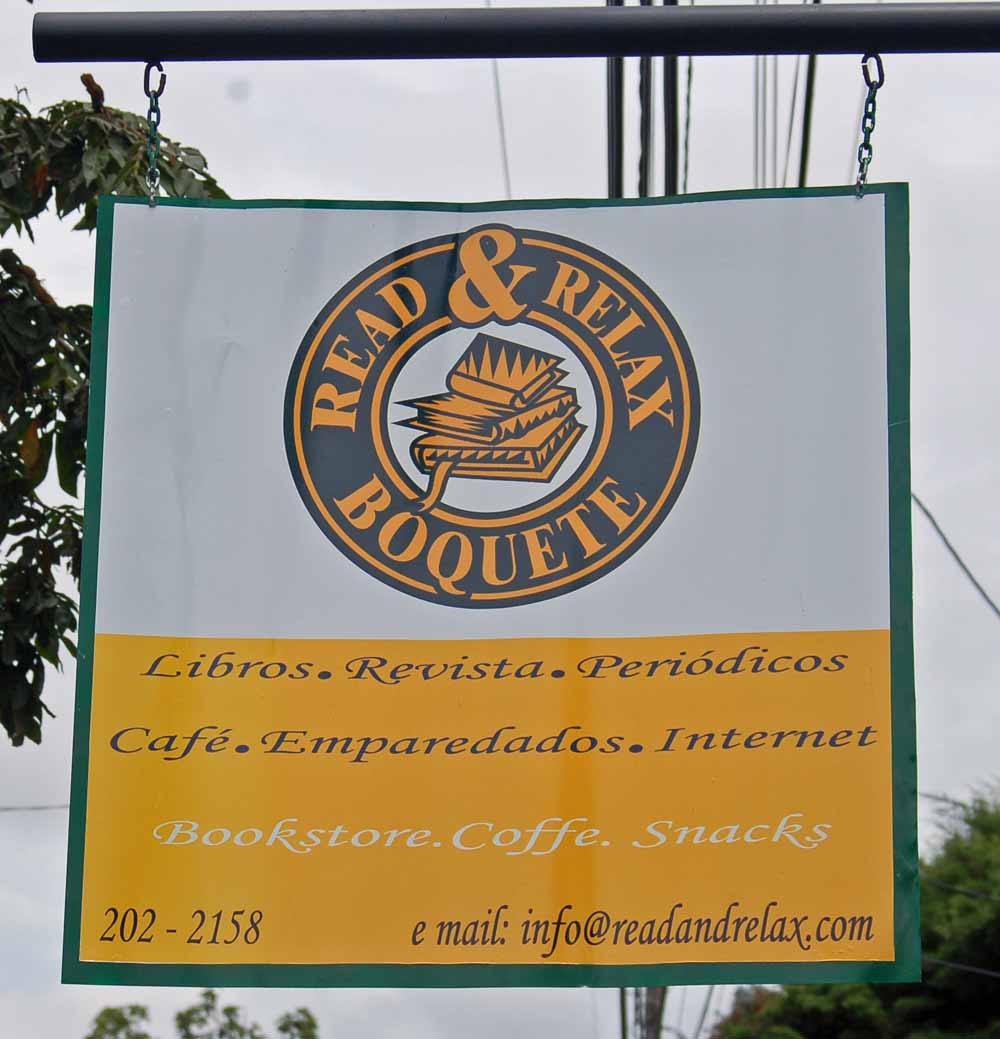 READ & RELAX
BOQUETE
Libros. Revista. Periódicos
Café. Emparedados. Internet
Bookstore. Coffe. Snacks
202 - 2158
e mail: info@readandrelax.com